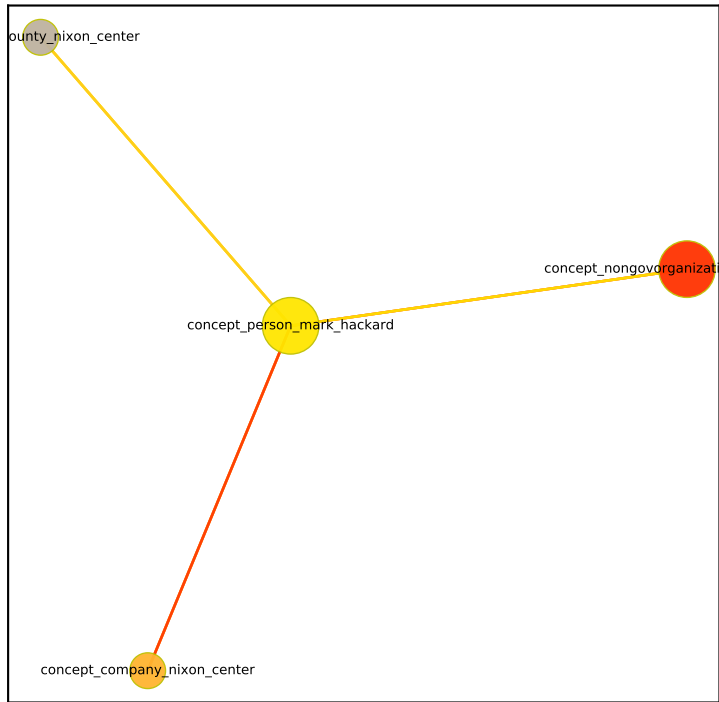 ounty_nixon_center
concept_nongovorganizati
concept_person_mark_hackard
concept_company_nixon_center